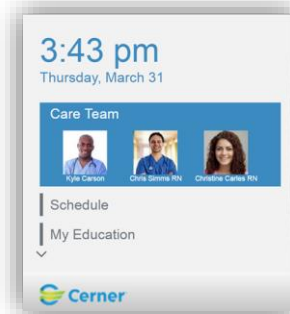 3:43 pm
Thursday, March 31
Care Team
Kyle Carson Chris Simms RN Christine Carles RN
Schedule
My Education
Cerner